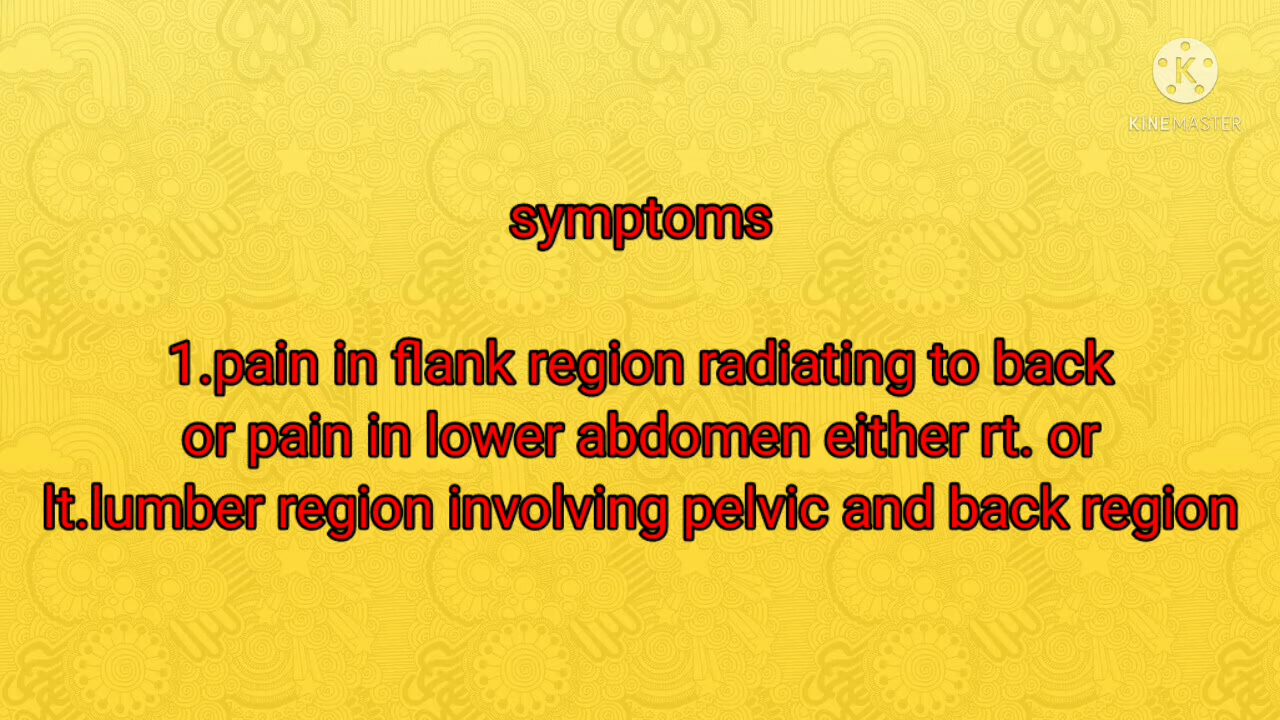 K
KINEMASTER
symptoms
1.pain in flank region radiating to back
or pain in lower abdomen either rt. or
lt.lumber region involving pelvic and back region